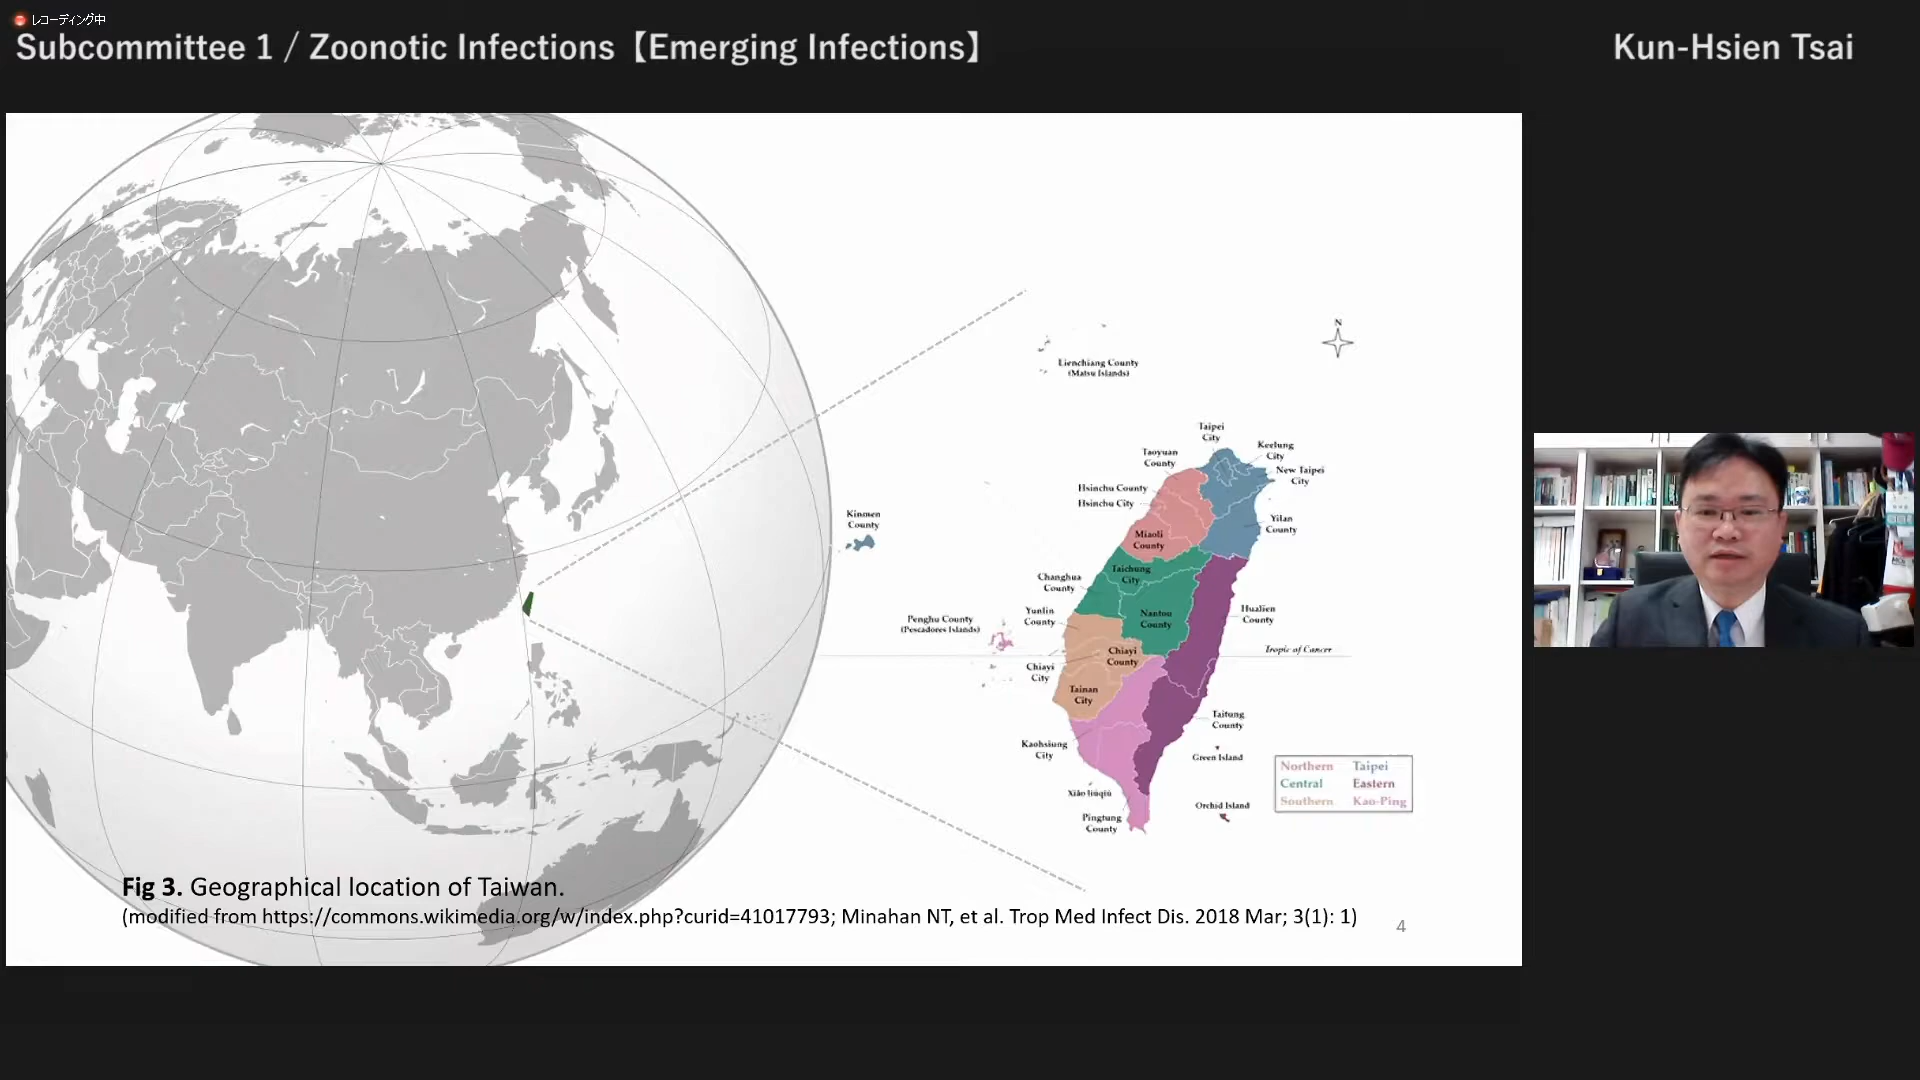 レコーディング中
Subcommittee 1 / Zoonotic Infections【Emerging Infections】
Kun-Hsien Tsai
N
Lienchiang County
(Matsu Islands)
Taipei
City
Keelung
City
Taoyuan
County
New Taipei
City
Hsinchu County
Hsinchu City
Kinmen
County
Yilan
County
Miaoli
County
Taichung
City
Changhua
County
Yunlin
County
Nantou
County
Hualien
County
Penghu County
(Pescadores Islands)
Chiayi
County
Tropic of Cancer
Chiayi
City
Tainan
City
Taitung
County
Kaohsiung
City
Green Island
Xiǎo liúqiú
Orchid Island
Pingtung
County
Northern Taipei
Central Eastern
Southern Kao-Ping
Fig 3. Geographical location of Taiwan.
(modified from https://commons.wikimedia.org/w/index.php?curid=41017793; Minahan NT, et al. Trop Med Infect Dis. 2018 Mar; 3(1): 1)
4